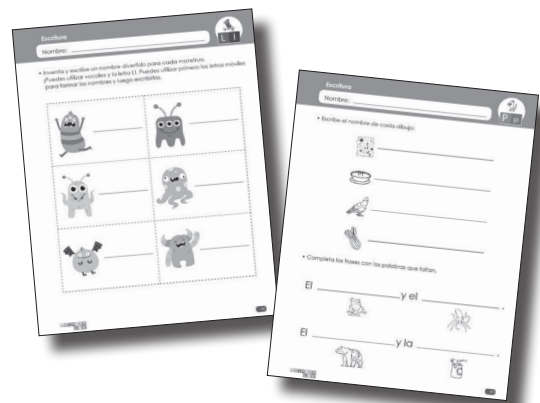 Escritura
Nombre:
L l
• Inventa y escribe un nombre divertido para cada monstruo.
¡Puedes utilizar vocales y la letra Ll. Puedes utilizar primero las letras móviles
para formar los nombres y luego escribirlos.
Escritura
Nombre:
P p
• Escribe el nombre de cada dibujo:
• Completa las frases con las palabras que faltan.
El y el .
El y la .